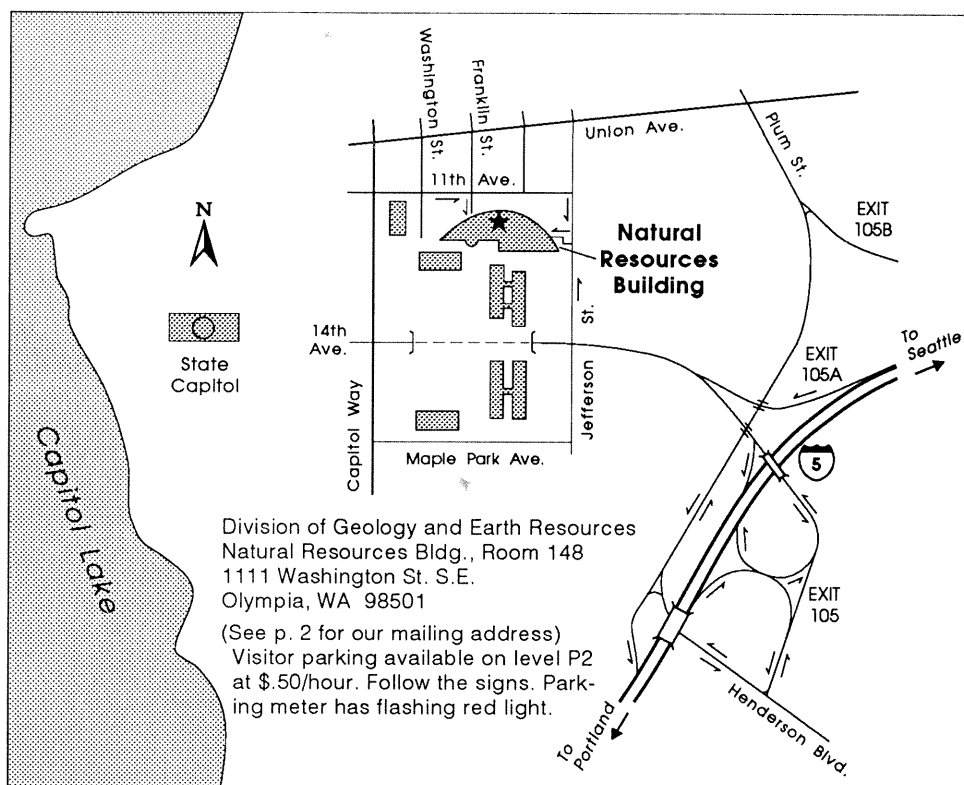 Washington St.
Franklin St.
Union Ave.
Plum St.
11th Ave.
EXIT
105B
N
Natural
Resources
Building
State
Capitol
14th
Ave.
Capitol Way
Jefferson St.
Maple Park Ave.
EXIT
105A
To
Seattle
5
Capitol Lake
Division of Geology and Earth Resources
Natural Resources Bldg., Room 148
1111 Washington St. S.E.
Olympia, WA 98501
(See p. 2 for our mailing address)
Visitor parking available on level P2
at $.50/hour. Follow the signs. Park-
ing meter has flashing red light.
EXIT
105
Henderson Blvd.
To
Portland